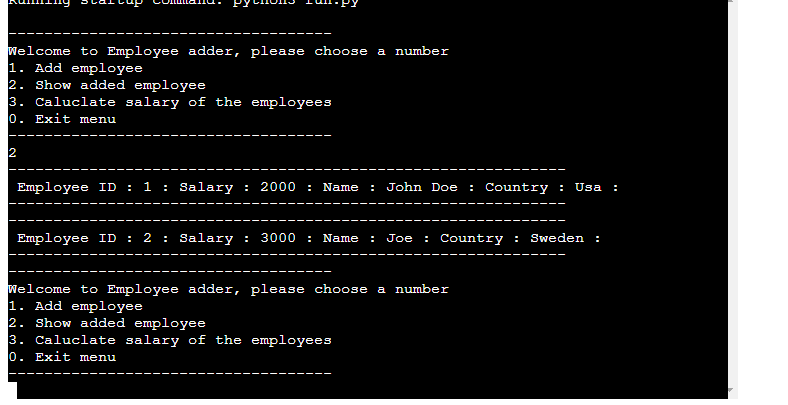 Running startup command: python3 run.py
------------------------------------
Welcome to Employee adder, please choose a number
1. Add employee
2. Show added employee
3. Caluclate salary of the employees
0. Exit menu
------------------------------------
2
--------------------------------------------------------------
Employee ID : 1 : Salary : 2000 : Name : John Doe : Country : Usa :
--------------------------------------------------------------
--------------------------------------------------------------
Employee ID : 2 : Salary : 3000 : Name : Joe : Country : Sweden :
--------------------------------------------------------------
------------------------------------
Welcome to Employee adder, please choose a number
1. Add employee
2. Show added employee
3. Caluclate salary of the employees
0. Exit menu
------------------------------------